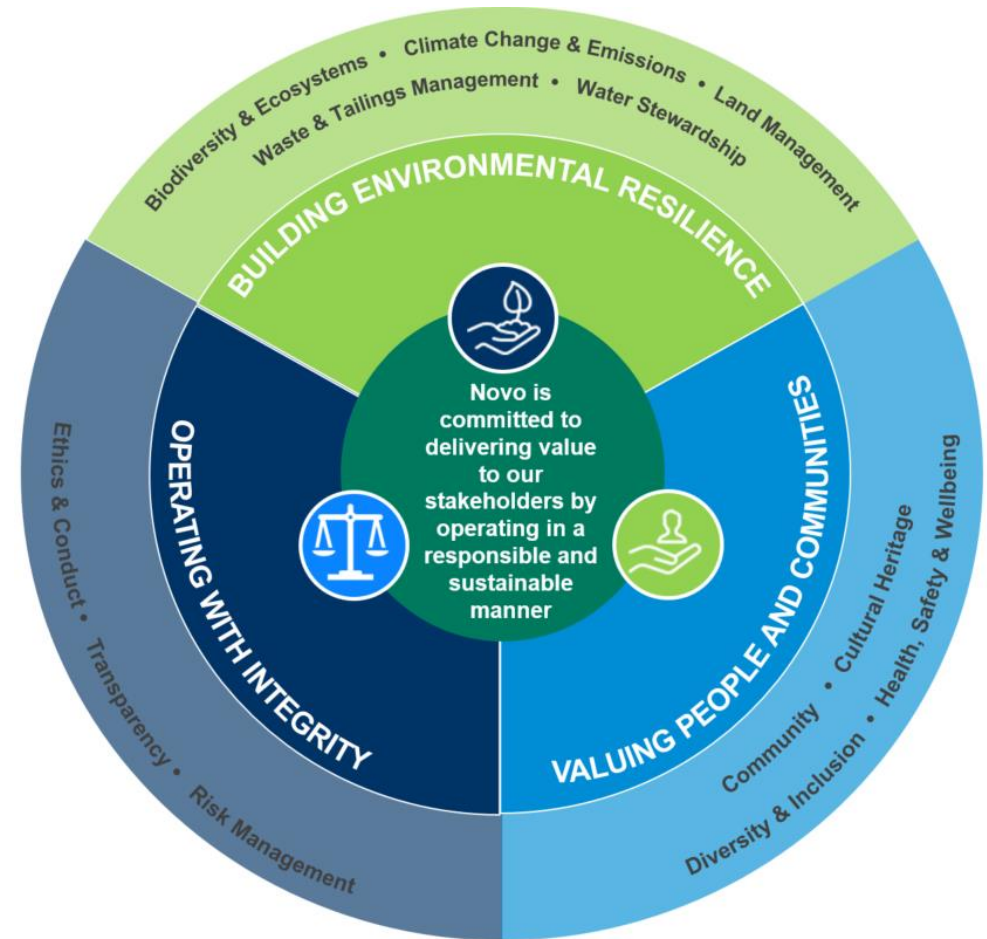 Biodiversity & Ecosystems • Climate Change & Emissions • Land Management
Waste & Tailings Management • Water Stewardship
BUILDING ENVIRONMENTAL RESILIENCE
Novo is
committed to
delivering value
to our
stakeholders by
operating in a
responsible and
sustainable
manner
OPERATING WITH INTEGRITY
Ethics & Conduct • Transparency • Risk Management
VALUING PEOPLE AND COMMUNITIES
Community • Cultural Heritage
Diversity & Inclusion • Health, Safety & Wellbeing